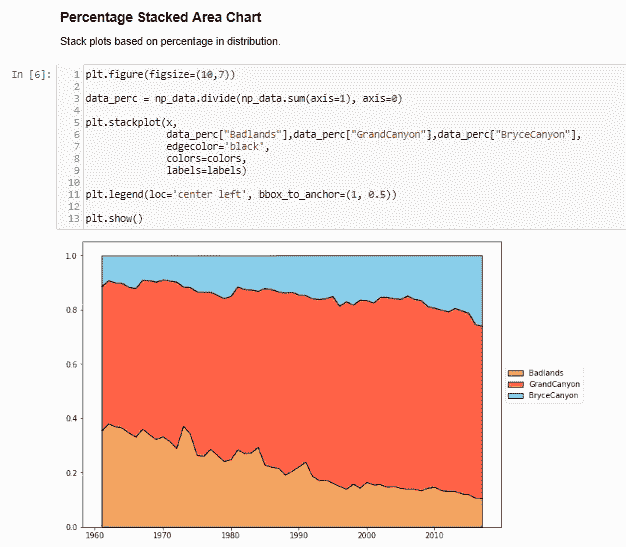 Percentage Stacked Area Chart
Stack plots based on percentage in distribution.
In [6]:
1 plt.figure(figsize=(10,7))
2
3 data_perc = np_data.divide(np_data.sum(axis=1), axis=0)
4
5 plt.stackplot(x,
6 data_perc["Badlands"],data_perc["GrandCanyon"],data_perc["BryceCanyon"],
7 edgecolor='black',
8 colors=colors,
9 labels=labels)
10
11 plt.legend(loc='center left', bbox_to_anchor=(1, 0.5))
12
13 plt.show()
1.0
0.8
0.6
0.4
0.2
0.0
1960 1970 1980 1990 2000 2010
Badlands
GrandCanyon
BryceCanyon